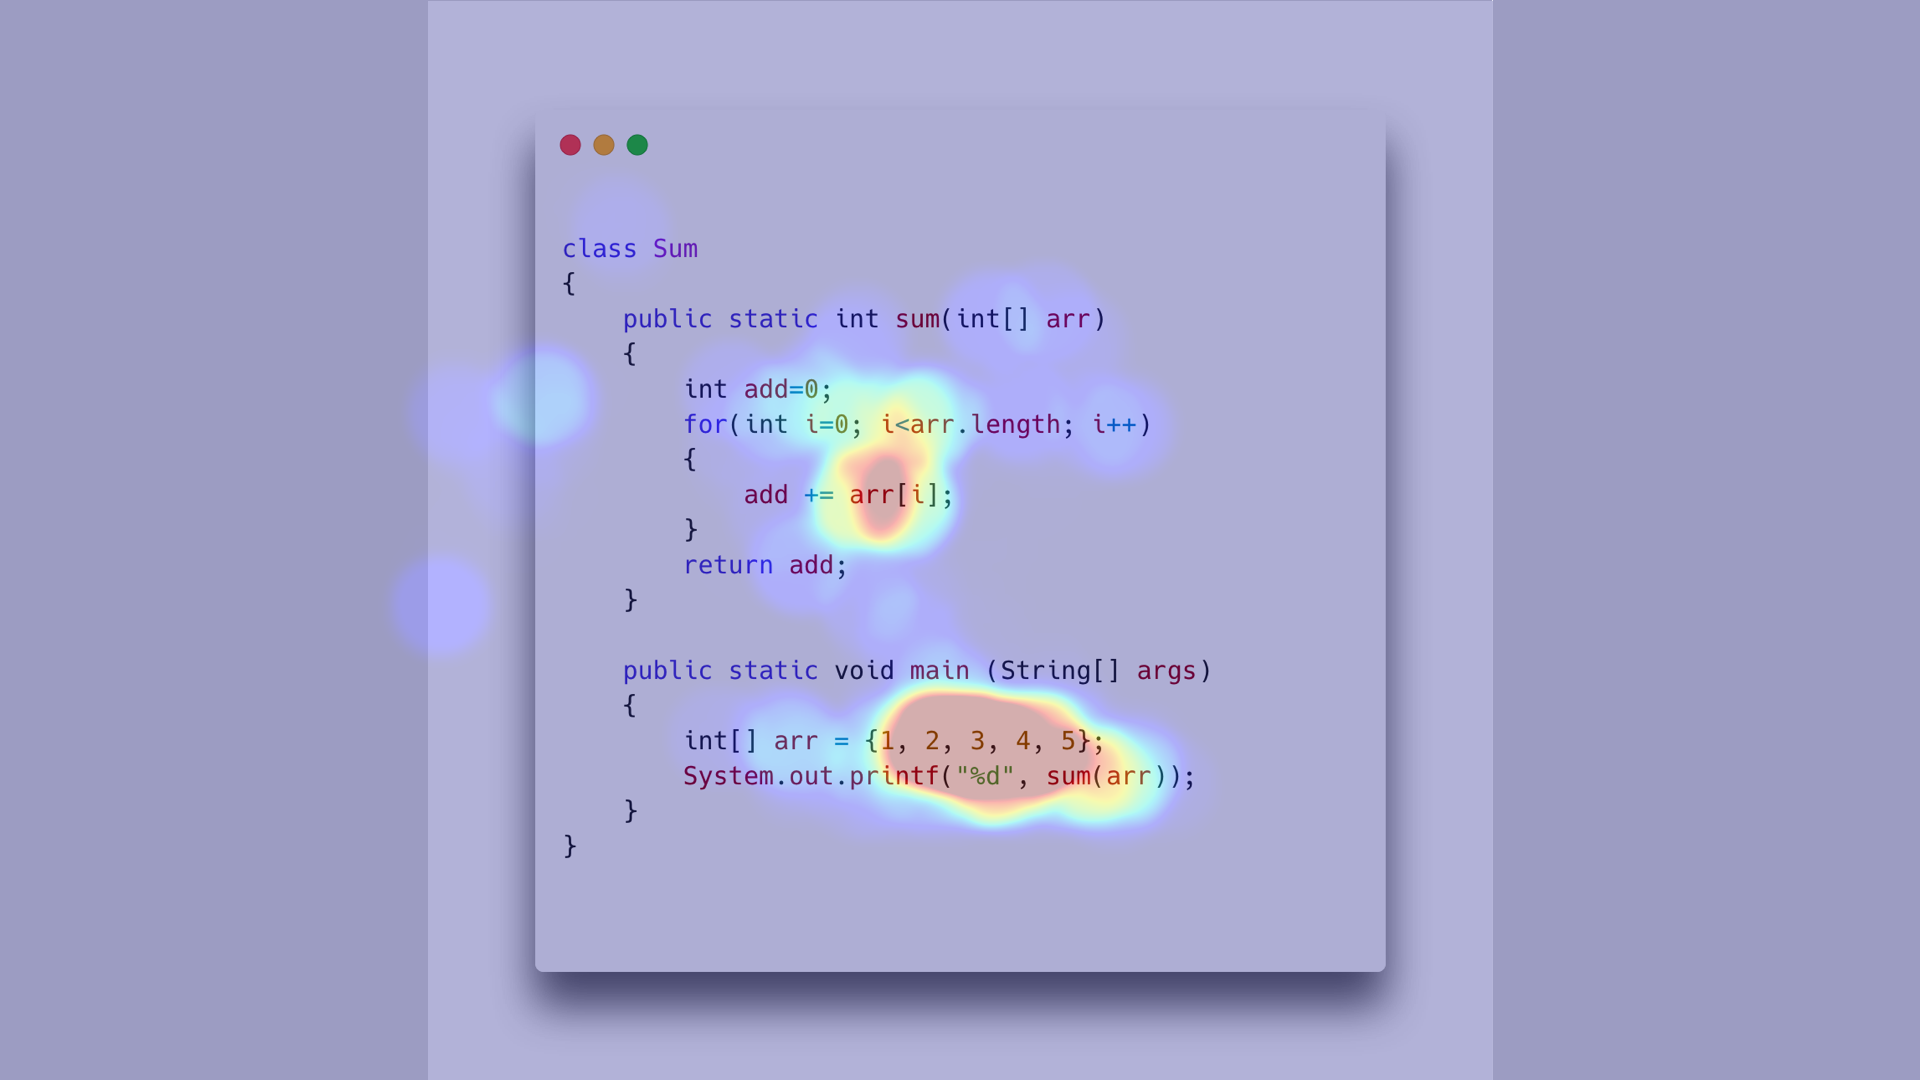 class Sum
{
    public static int sum(int[] arr)
    {
        int add=0;
        for(int i=0; i<arr.length; i++)
        {
            add += arr[i];
        }
        return add;
    }

    public static void main (String[] args)
    {
        int[] arr = {1, 2, 3, 4, 5};
        System.out.printf("%d", sum(arr));
    }
}